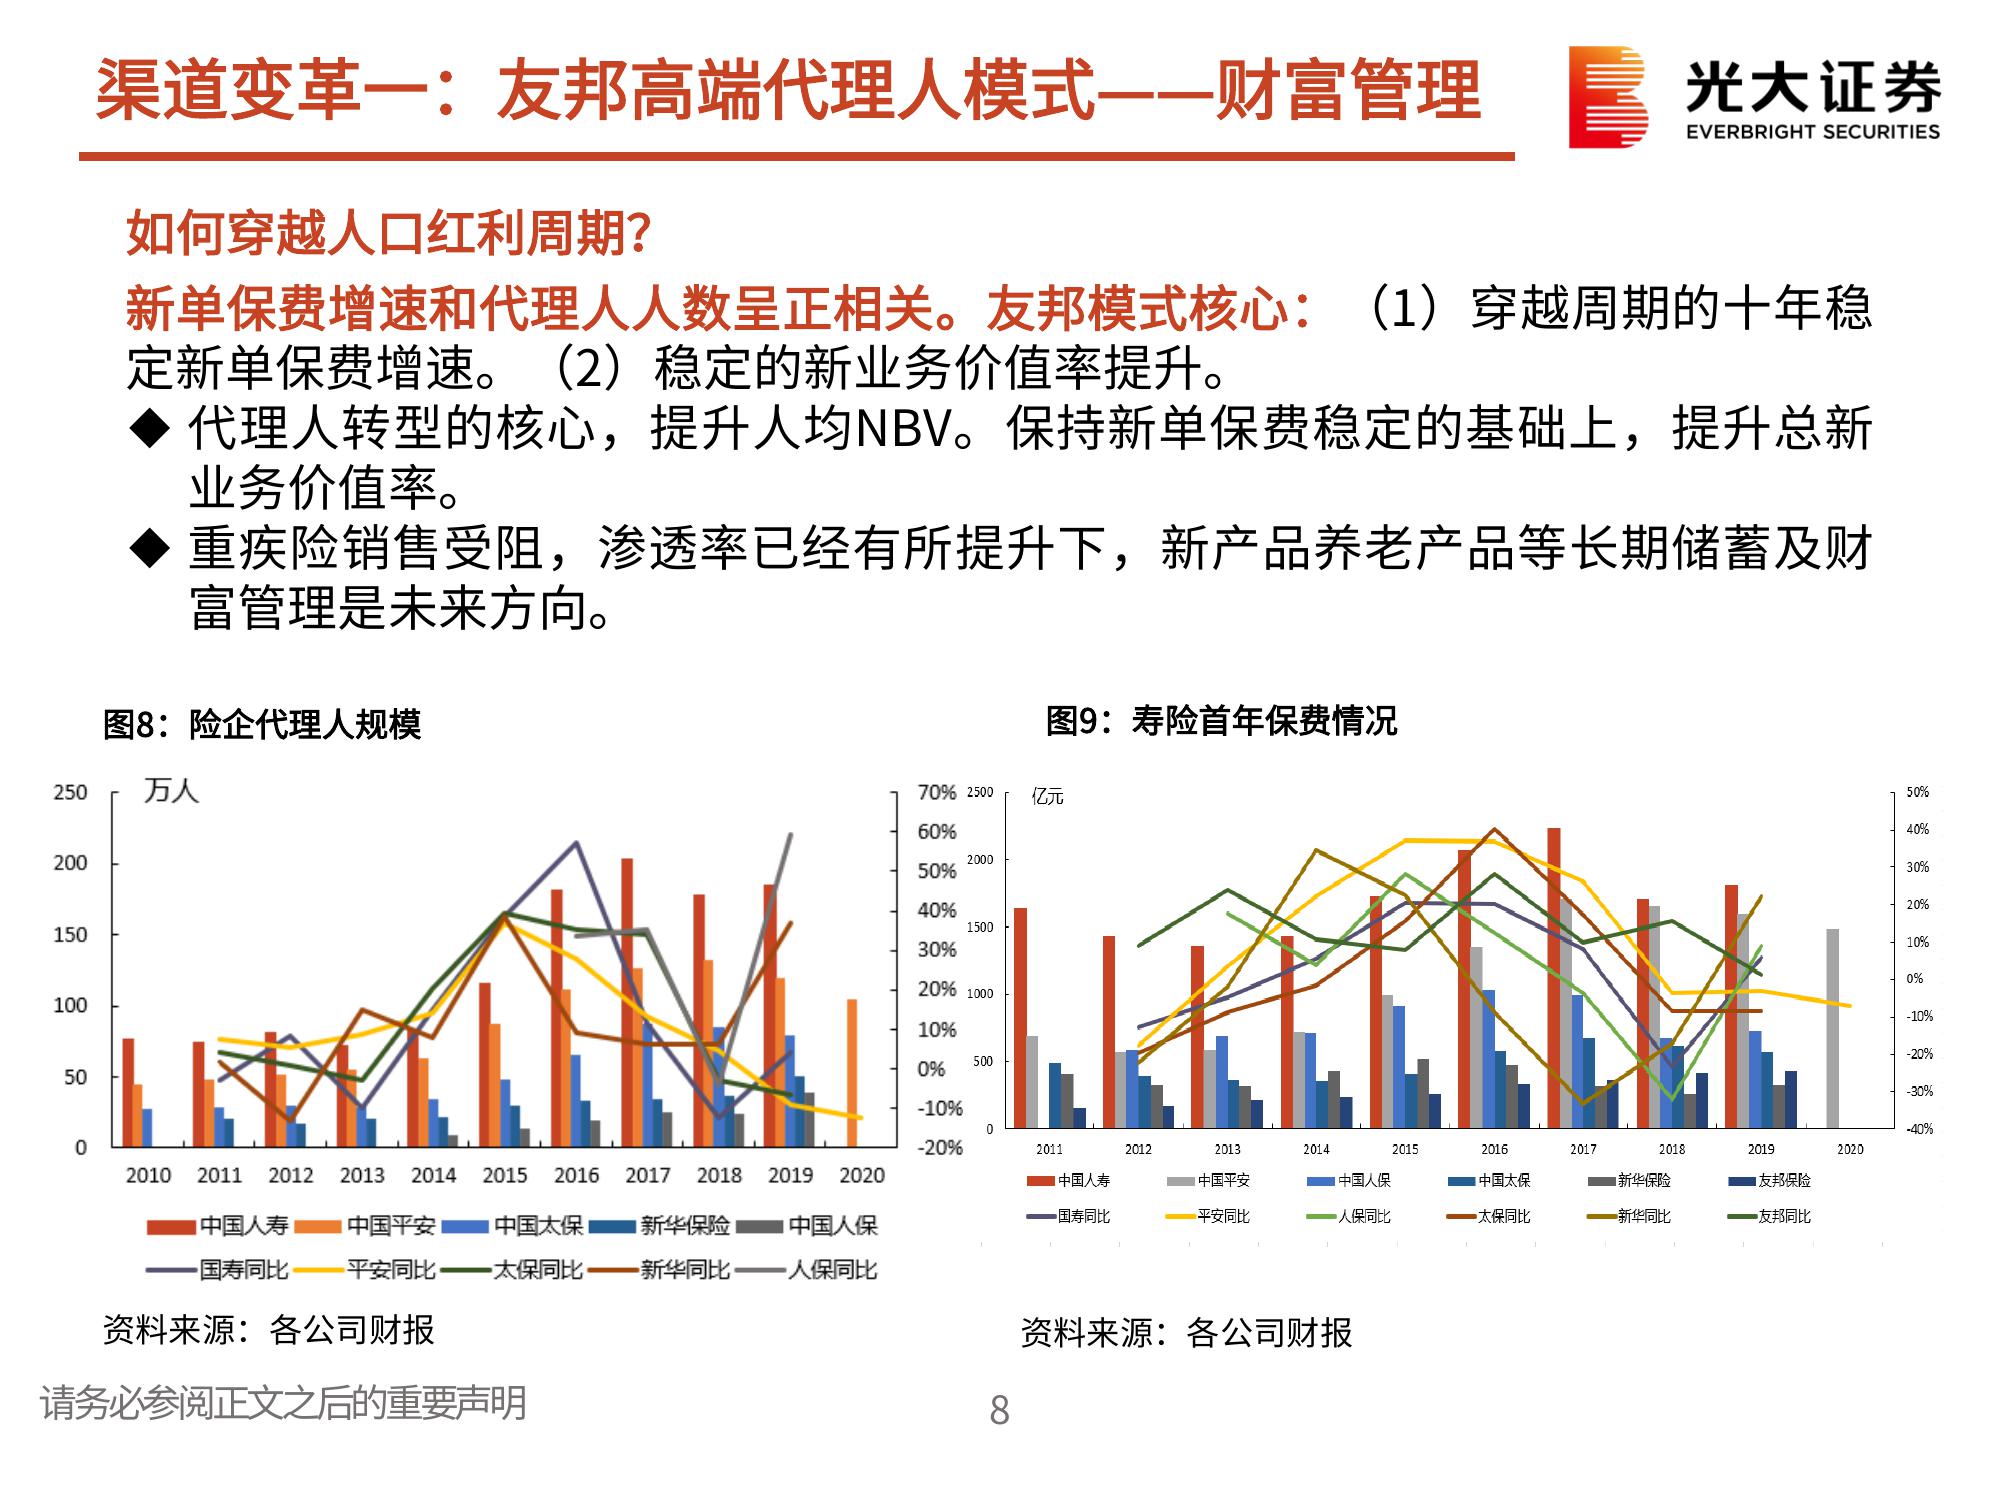 渠道变革一：友邦高端代理人模式——财富管理
光大证券
EVERBRIGHT SECURITIES
如何穿越人口红利周期？
新单保费增速和代理人人数呈正相关。友邦模式核心：（1）穿越周期的十年稳
定新单保费增速。（2）稳定的新业务价值率提升。
◆ 代理人转型的核心，提升人均NBV。保持新单保费稳定的基础上，提升总新
业务价值率。
◆ 重疾险销售受阻，渗透率已经有所提升下，新产品养老产品等长期储蓄及财
富管理是未来方向。
图8：险企代理人规模
万人
250
200
150
100
50
0
70%
60%
50%
40%
30%
20%
10%
0%
-10%
-20%
2010 2011 2012 2013 2014 2015 2016 2017 2018 2019 2020
中国人寿 中国平安 中国太保 新华保险 中国人保
国寿同比 平安同比 太保同比 新华同比 人保同比
资料来源：各公司财报
图9：寿险首年保费情况
亿元
2500
2000
1500
1000
500
0
50%
40%
30%
20%
10%
0%
-10%
-20%
-30%
-40%
2011 2012 2013 2014 2015 2016 2017 2018 2019 2020
中国人寿 中国平安 中国人保 中国太保 新华保险 友邦保险
国寿同比 平安同比 人保同比 太保同比 新华同比 友邦同比
资料来源：各公司财报
请务必参阅正文之后的重要声明
8